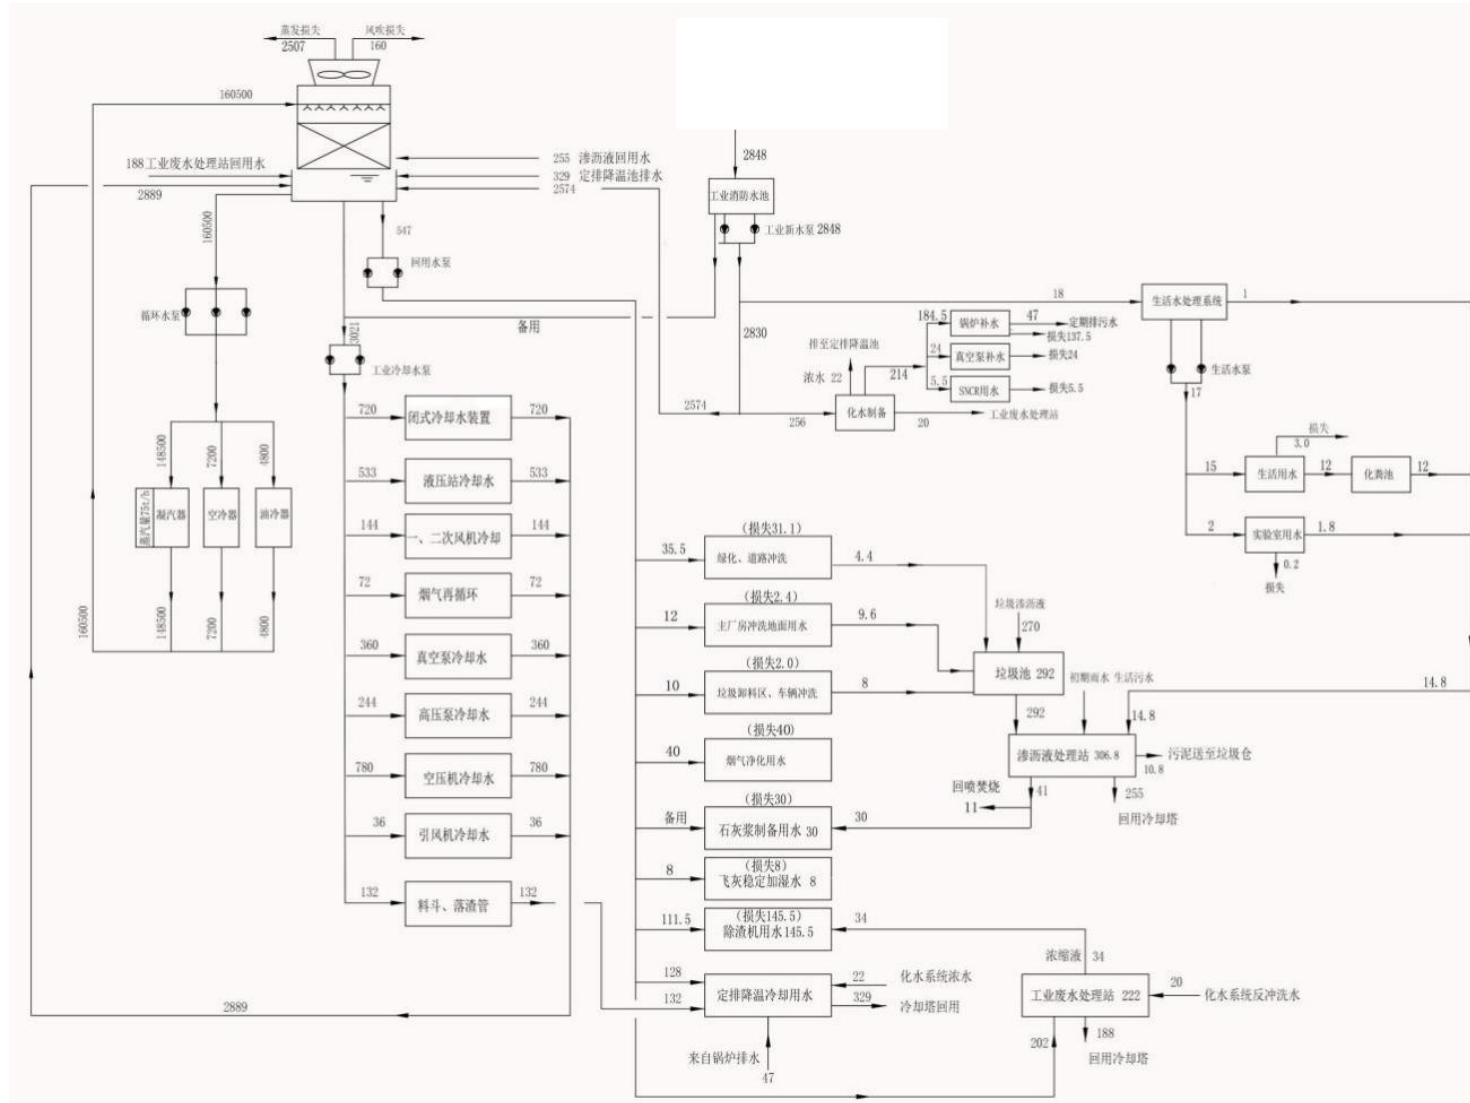 蒸发损失
2507
风吹损失
160
160500
188工业废水处理站回用水
2889
255 渗沥液回用水
329 定排降温池排水
2574
160500
547
回用水泵
循环水泵
3021
工业冷却水泵
备用
2848
工业消防水池
工业新水泵 2848
18
2830
2574
256
生活水处理系统
1
生活水泵
17
排至定排降温池
浓水 22
化水制备
214
20
工业废水处理站
184.5
锅炉补水
47
定期排污水
损失137.5
24
真空泵补水
损失24
5.5
SNCR用水
损失5.5
15
生活用水
损失
3.0
12
化粪池
12
2
实验室用水
1.8
0.2
损失
148500
7200
4800
蒸汽量75t/h
凝汽器
空冷器
油冷器
160500
148500
7200
4800
720
闭式冷却水装置
720
533
液压站冷却水
533
144
一、二次风机冷却
144
72
烟气再循环
72
360
真空泵冷却水
360
244
高压泵冷却水
244
780
空压机冷却水
780
36
引风机冷却水
36
132
料斗、落渣管
132
2889
(损失31.1)
35.5
绿化、道路冲洗
4.4
(损失2.4)
12
主厂房冲洗地面用水
9.6
(损失2.0)
10
垃圾卸料区、车辆冲洗
8
(损失40)
40
烟气净化用水
(损失30)
备用
石灰浆制备用水 30
30
(损失8)
8
飞灰稳定加湿水 8
(损失145.5)
111.5
除渣机用水145.5
34
128
132
定排降温冷却用水
22
化水系统浓水
329
冷却塔回用
来自锅炉排水
47
垃圾渗沥液
270
垃圾池 292
292
初期雨水 生活污水
14.8
14.8
渗沥液处理站 306.8
污泥送至垃圾仓
10.8
回喷焚烧
11
41
255
回用冷却塔
浓缩液
34
工业废水处理站 222
20
化水系统反冲洗水
202
188
回用冷却塔